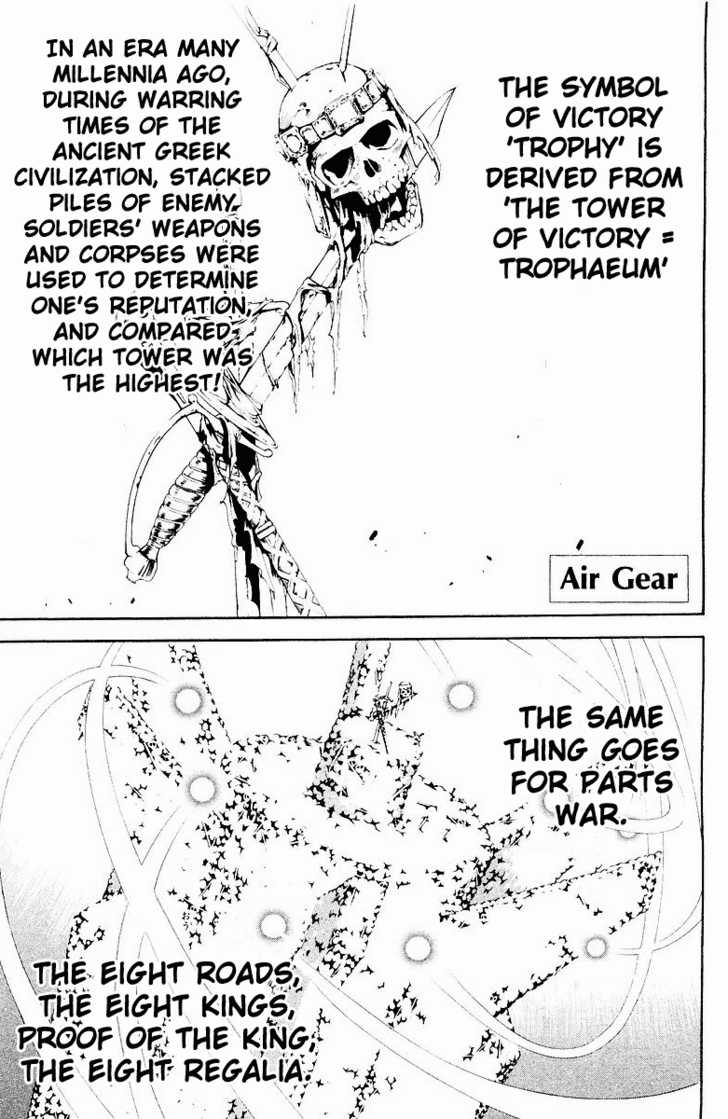 THE SYMBOL
OF VICTORY
'TROPHY' IS
DERIVED FROM
'THE TOWER
OF VICTORY =
TROPHAEUM'
IN AN ERA MANY
MILLENNIA AGO,
DURING WARRING
TIMES OF THE
ANCIENT GREEK
CIVILIZATION, STACKED
PILES OF ENEMY
SOLDIERS' WEAPONS
AND CORPSES WERE
USED TO DETERMINE
ONE'S REPUTATION,
AND COMPARED
WHICH TOWER WAS
THE HIGHEST!
Air Gear
THE SAME
THING GOES
FOR PARTS
WAR.
THE EIGHT ROADS,
THE EIGHT KINGS,
PROOF OF THE KING,
THE EIGHT REGALIA.